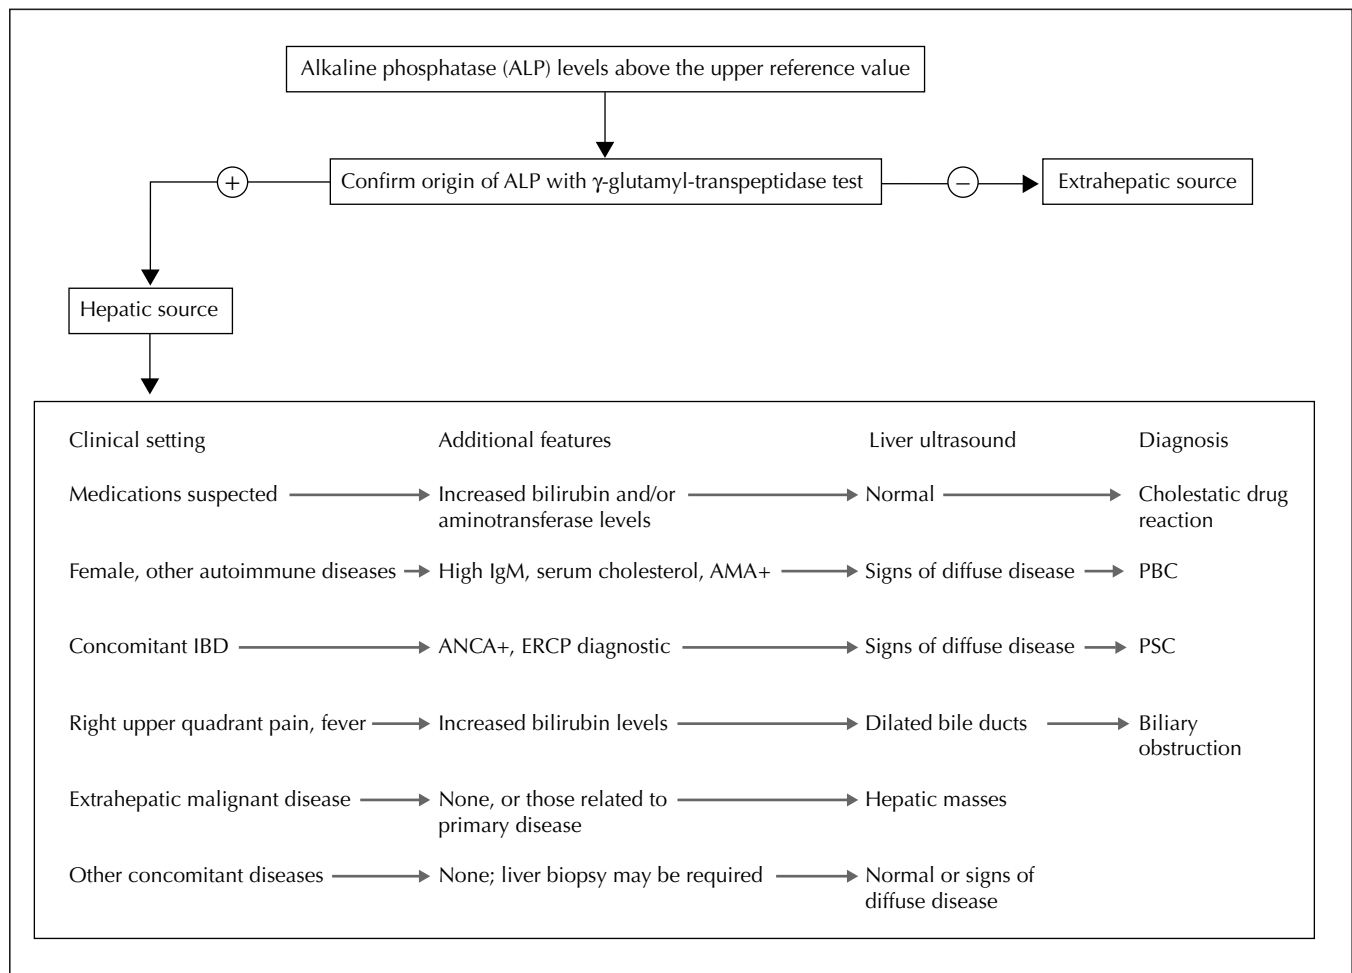 Alkaline phosphatase (ALP) levels above the upper reference value
+
Confirm origin of ALP with γ-glutamyl-transpeptidase test
−
Extrahepatic source
Hepatic source
Clinical setting
Additional features
Liver ultrasound
Diagnosis
Medications suspected
Increased bilirubin and/or
aminotransferase levels
Normal
Cholestatic drug
reaction
Female, other autoimmune diseases
High IgM, serum cholesterol, AMA+
Signs of diffuse disease
PBC
Concomitant IBD
ANCA+, ERCP diagnostic
Signs of diffuse disease
PSC
Right upper quadrant pain, fever
Increased bilirubin levels
Dilated bile ducts
Biliary
obstruction
Extrahepatic malignant disease
None, or those related to
primary disease
Hepatic masses
Other concomitant diseases
None; liver biopsy may be required
Normal or signs of
diffuse disease